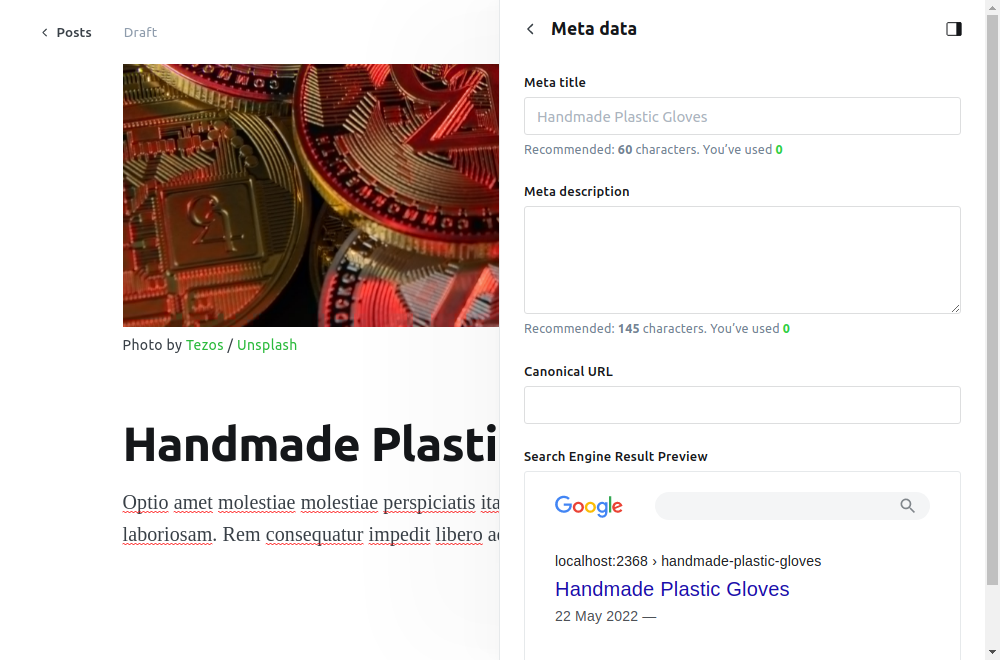 Posts
Draft
Photo by Tezos / Unsplash
Handmade Plasti
Optio amet molestiae molestiae perspiciatis ita
laboriosam. Rem consequatur impedit libero
Meta data
Meta title
Handmade Plastic Gloves
Recommended: 60 characters. You've used 0
Meta description
Recommended: 145 characters. You've used 0
Canonical URL
Search Engine Result Preview
Google
localhost:2368 › handmade-plastic-gloves
Handmade Plastic Gloves
22 May 2022 —